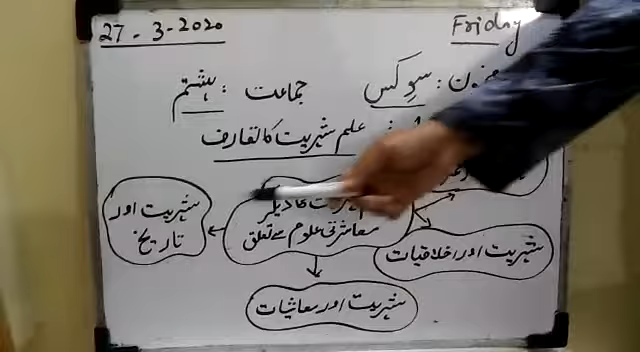 27-3-2020 Friday
مضمون: سوکس جماعت: ہشتم
علم شہریت کا تعارف
شہریت اور
تاریخ
شہریت کا دیگر
معاشرتی علوم سے تعلق
شہریت اور اخلاقیات
شہریت اور معاشیات